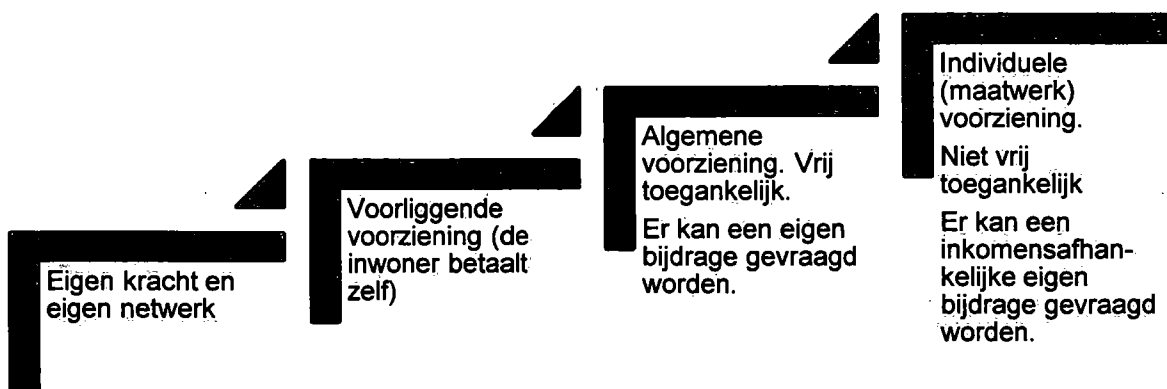 Eigen kracht en
eigen netwerk
Voorliggende
voorziening (de
inwoner betaalt
zelf)
Algemene
voorziening. Vrij
toegankelijk.
Er kan een eigen
bijdrage gevraagd
worden.
Individuele
(maatwerk)
voorziening.
Niet vrij
toegankelijk
Er kan een
inkomensafhan-
kelijke eigen
bijdrage gevraagd
worden.